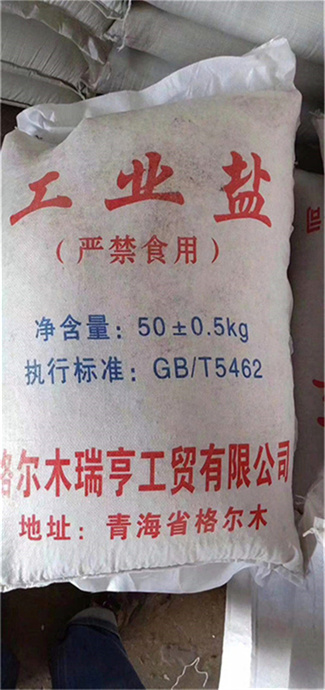 工业盐
(严禁食用)
净含量: 50±0.5kg
执行标准: GB/T5462
格尔木瑞亨工贸有限公司
地址: 青海省格尔木